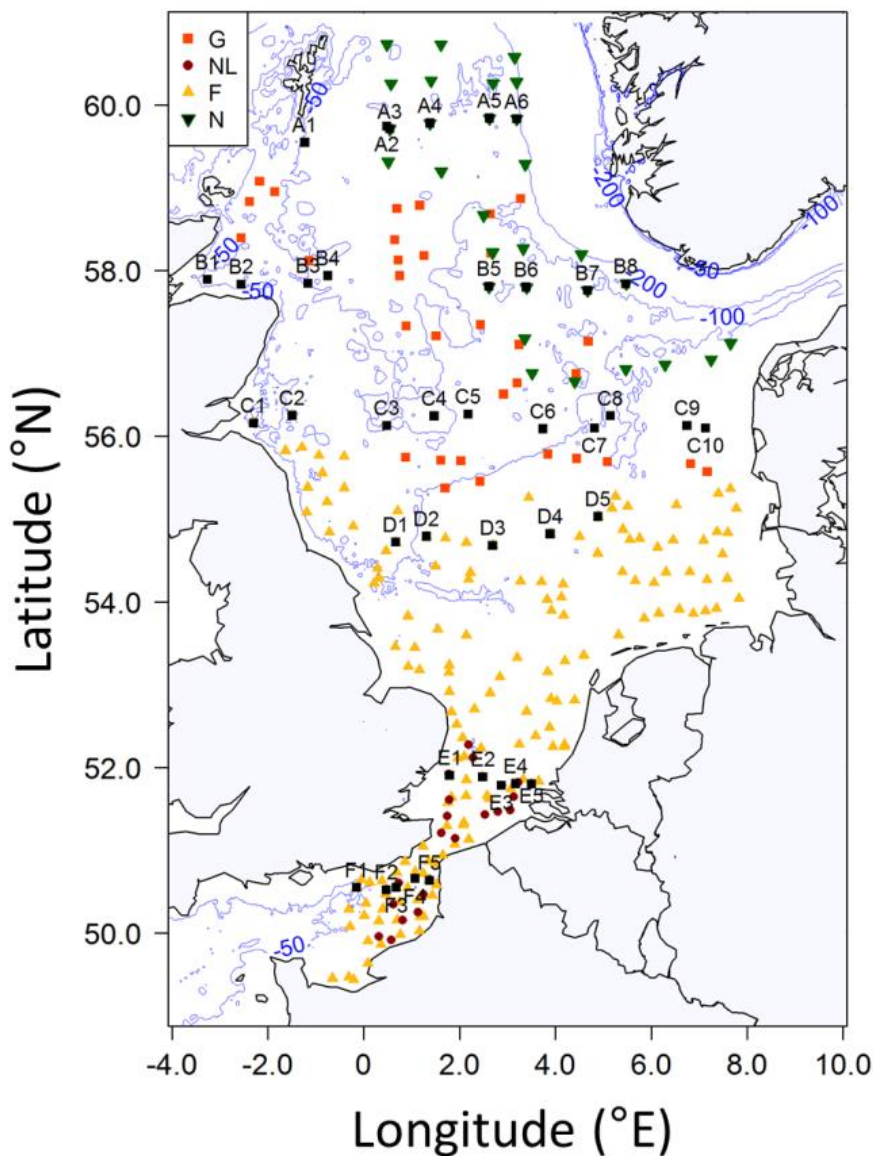 G
NL
F
N
60.0
58.0
56.0
54.0
52.0
50.0
Latitude (°N)
-50
A1
A3
A2
A4
A5
A6
-200
-50
-100
-50
B1
B2
-50
B3
B4
B5
B6
B7
B8
-200
-100
C1
C2
C3
C4
C5
C6
C7
C8
C9
C10
D1
D2
D3
D4
D5
E1
E2
E4
E3
E5
F1
F2
F5
F4
F3
-50
-4.0 -2.0 0 2.0 4.0 6.0 8.0 10.0
Longitude (°E)